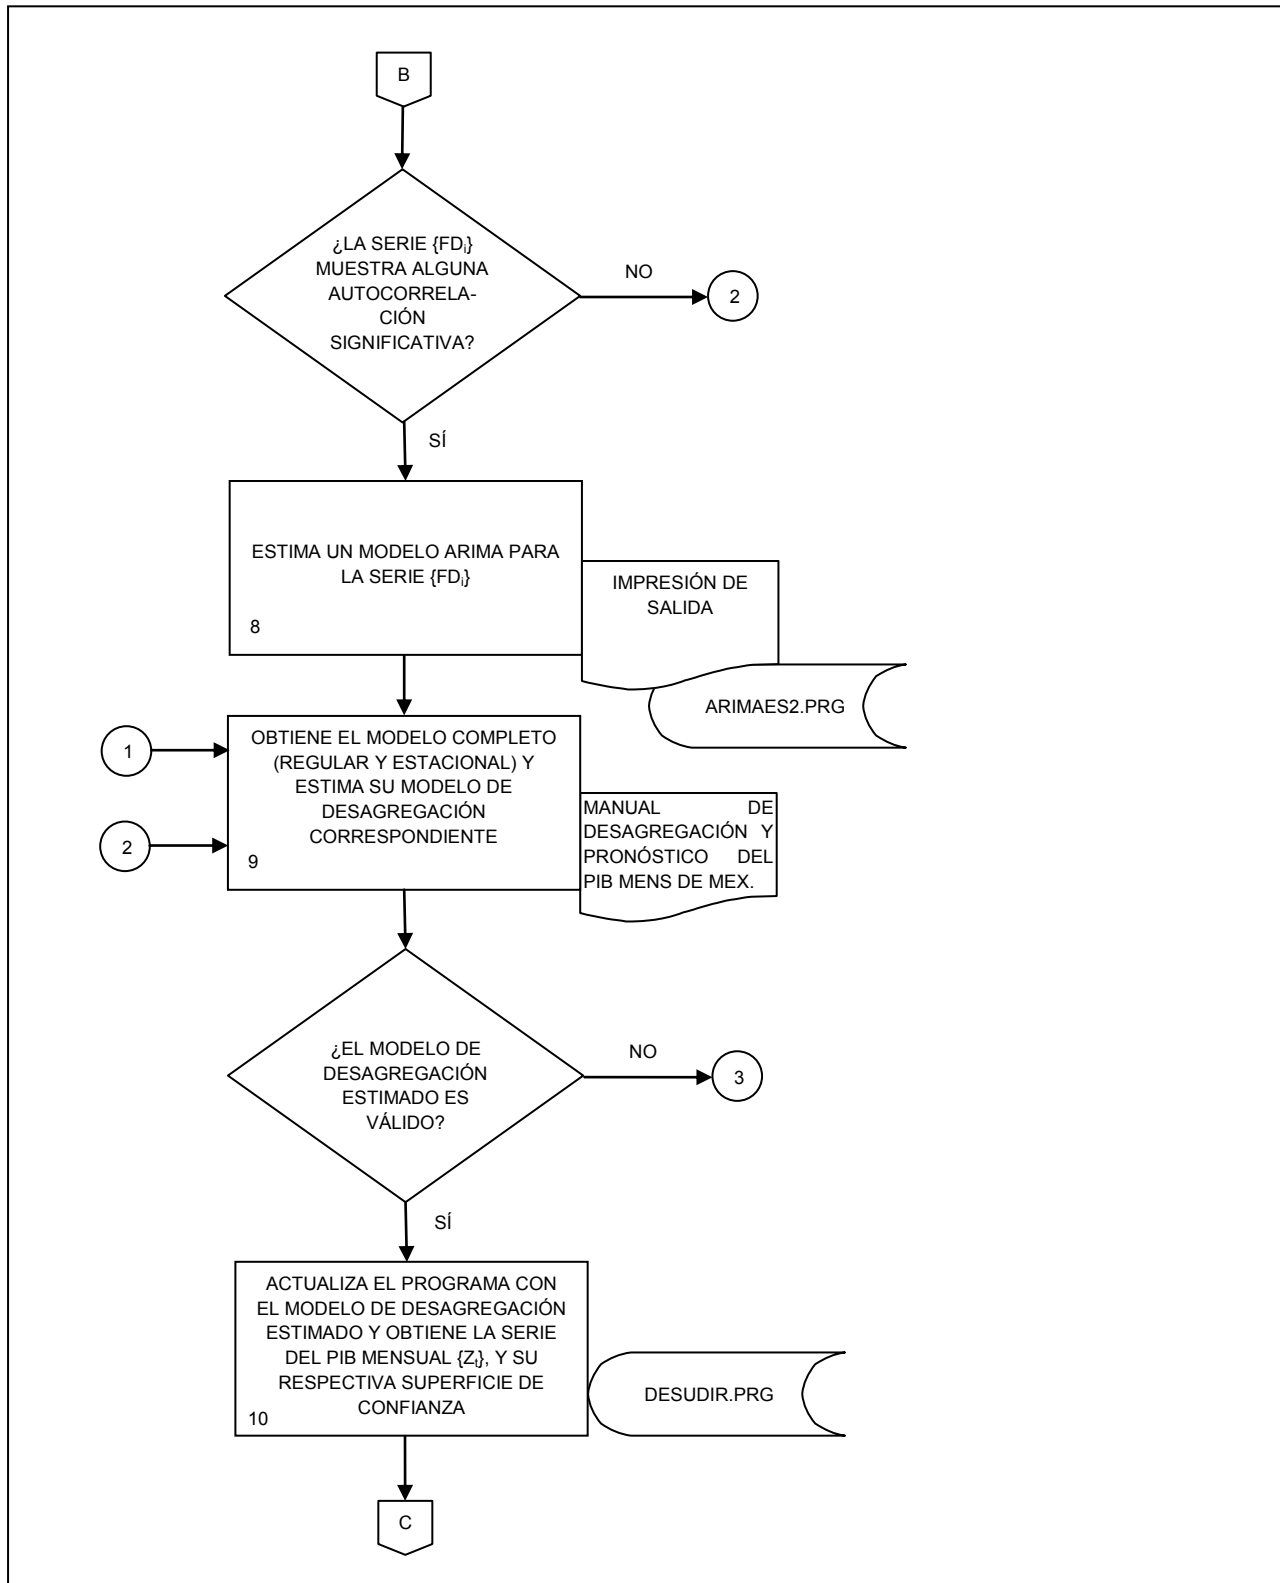 B
¿LA SERIE {FDi}
MUESTRA ALGUNA
AUTOCORRELA-
CIÓN
SIGNIFICATIVA?
NO
2
SÍ
ESTIMA UN MODELO ARIMA PARA
LA SERIE {FDi}
8
IMPRESIÓN DE
SALIDA
ARIMAES2.PRG
1
2
OBTIENE EL MODELO COMPLETO
(REGULAR Y ESTACIONAL) Y
ESTIMA SU MODELO DE
DESAGREGACIÓN
CORRESPONDIENTE
9
MANUAL DE
DESAGREGACIÓN Y
PRONÓSTICO DEL
PIB MENS DE MEX.
¿EL MODELO DE
DESAGREGACIÓN
ESTIMADO ES
VÁLIDO?
NO
3
SÍ
ACTUALIZA EL PROGRAMA CON
EL MODELO DE DESAGREGACIÓN
ESTIMADO Y OBTIENE LA SERIE
DEL PIB MENSUAL {Zt}, Y SU
RESPECTIVA SUPERFICIE DE
CONFIANZA
10
DESUDIR.PRG
C